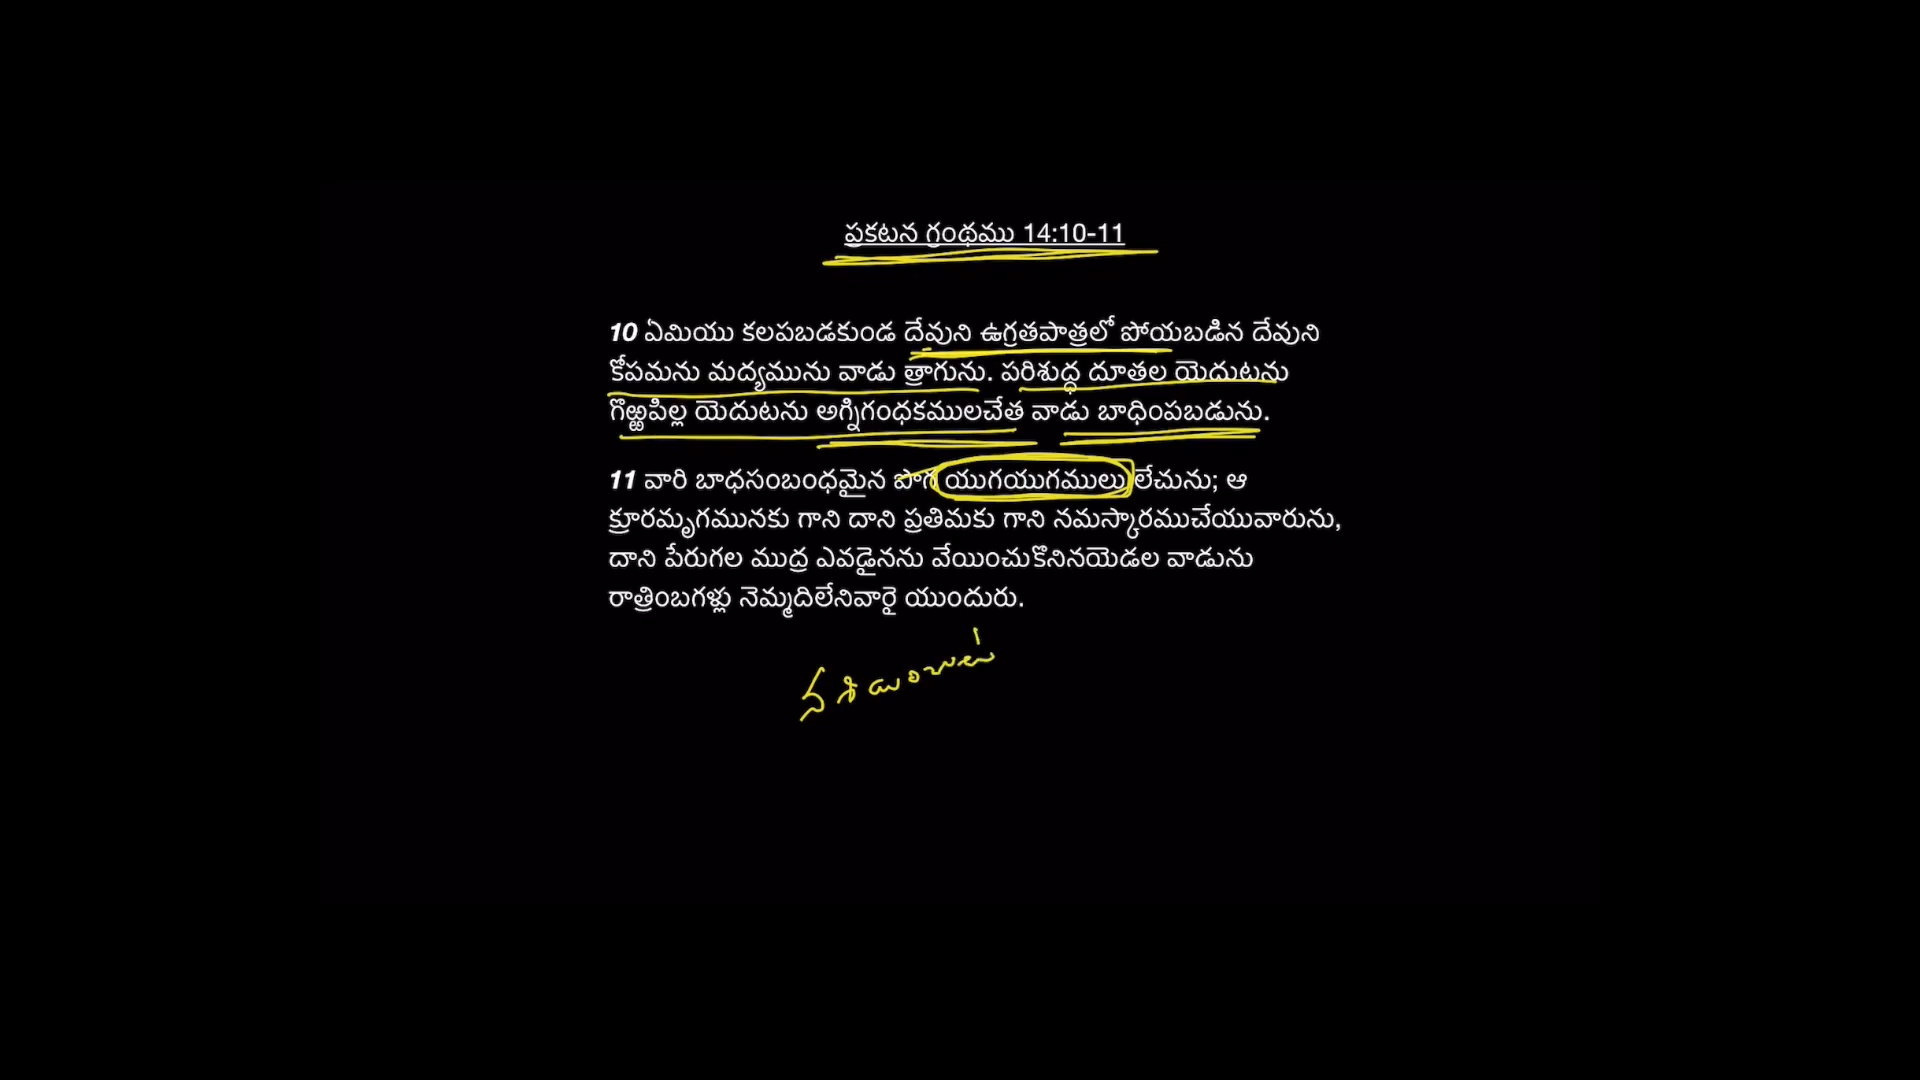 ప్రకటన గ్రంథము 14:10-11
10 ఏమియు కలపబడకుండ దేవుని ఉగ్రతపాత్రలో పోయబడిన దేవుని
కోపమను మద్యమును వాడు త్రాగును. పరిశుద్ధ దూతల యెదుటను
గొఱ్ఱపిల్ల యెదుటను అగ్నిగంధకములచేత వాడు బాధింపబడును.
11 వారి బాధసంబంధమైన పొగ యుగయుగములు లేచును; ఆ
క్రూరమృగమునకు గాని దాని ప్రతిమకు గాని నమస్కారముచేయువారును,
దాని పేరుగల ముద్ర ఎవడైనను వేయించుకొనినయెడల వాడును
రాత్రింబగళ్లు నెమ్మదిలేనివారై యుందురు.